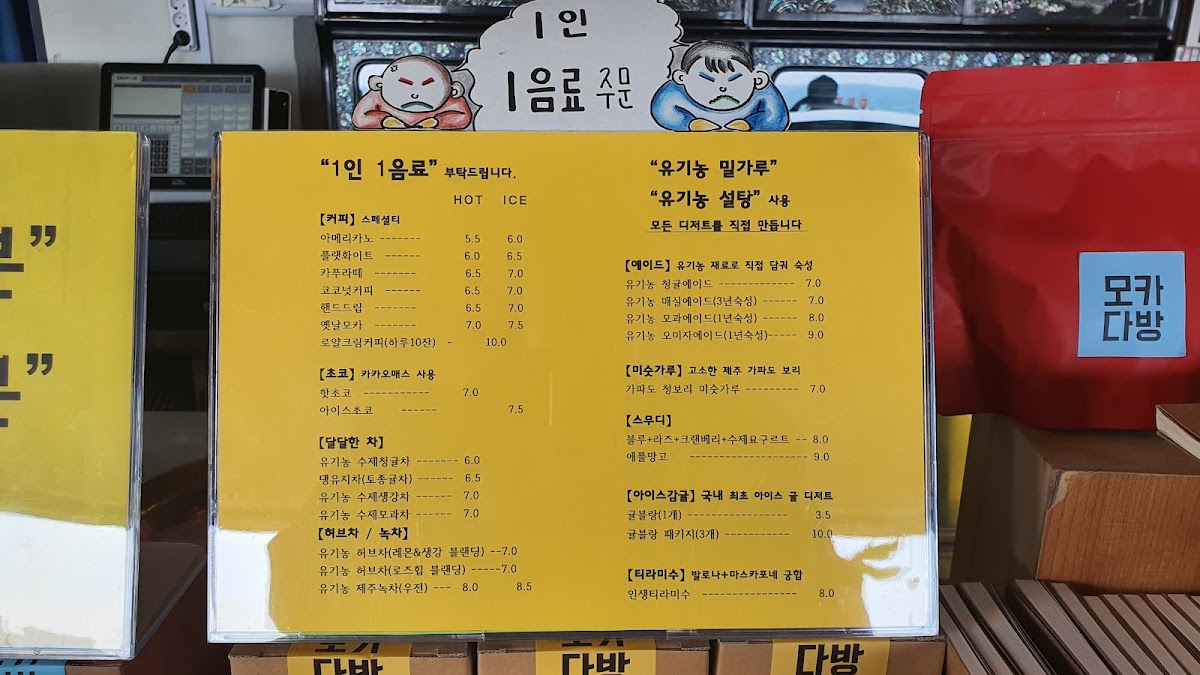 1인
1음료 주문
“1인 1음료” 부탁드립니다.
HOT ICE
【커피】 스페셜티
아메리카노 ------- 5.5 6.0
플랫화이트 ------ 6.0 6.5
카푸라떼 ------- 6.5 7.0
코코넛커피 ------ 6.5 7.0
핸드드립 ------- 6.5 7.0
옛날모카 ------- 7.0 7.5
로얄크림커피(하루10잔) - 10.0
【초코】 카카오매스 사용
핫초코 ----------- 7.0
아이스초코 ------ 7.5
【달달한 차】
유기농 수제청귤차 ------- 6.0
댕유지차(토종귤차) ------ 6.5
유기농 수제생강차 ------ 7.0
유기농 수제모과차 ------ 7.0
【허브차 / 녹차】
유기농 허브차(레몬&생강 블랜딩) --7.0
유기농 허브차(로즈힙 블랜딩) -----7.0
유기농 제주녹차(우전) --- 8.0 8.5
“유기농 밀가루”
“유기농 설탕” 사용
모든 디저트를 직접 만듭니다
【에이드】 유기농 재료로 직접 담궈 숙성
유기농 청귤에이드 ------------- 7.0
유기농 매실에이드(3년숙성) ------ 7.0
유기농 모과에이드(1년숙성) ------ 8.0
유기농 오미자에이드(1년숙성)----- 9.0
【미숫가루】 고소한 제주 가파도 보리
가파도 청보리 미숫가루 --------- 7.0
【스무디】
블루+라즈+크랜베리+수제요구르트 -- 8.0
애플망고 -------------------- 9.0
【아이스감귤】 국내 최초 아이스 귤 디저트
귤블랑(1개) ----------------- 3.5
귤블랑 패키지(3개) ----------- 10.0
【티라미수】 발로나+마스카포네 궁합
인생티라미수 ---------------- 8.0
모카
다방
모카
다방
다방
다방